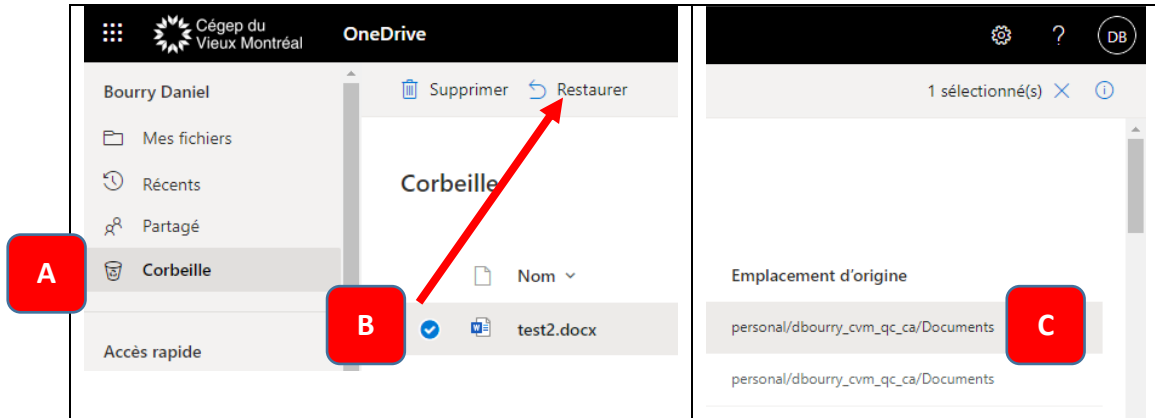 Cégep du
Vieux Montréal
OneDrive
Bourry Daniel
Mes fichiers
Récents
Partagé
Corbeille
Accès rapide
Supprimer
Restaurer
Corbeille
Nom
test2.docx
A
B
?
DB
1 sélectionné(s)
Emplacement d'origine
personal/dbourry_cvm_qc_ca/Documents
C
personal/dbourry_cvm_qc_ca/Documents